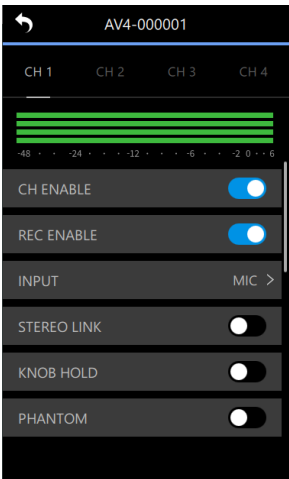 AV4-000001
CH 1 CH 2 CH 3 CH 4
-48 · · -24 · · · -12 · · · -6 · · -2 0 · · 6
CH ENABLE
REC ENABLE
INPUT MIC >
STEREO LINK
KNOB HOLD
PHANTOM